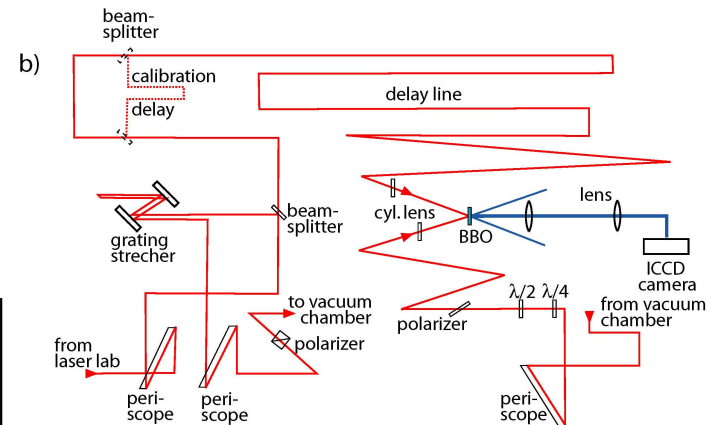 beam-
splitter
b)
calibration
delay
delay line
grating
strecher
beam-
splitter
cyl. lens
BBO
lens
ICCD
camera
to vacuum
chamber
polarizer
from
laser lab
peri-
scope
peri-
scope
polarizer
λ/2 λ/4
from vacuum
chamber
peri-
scope